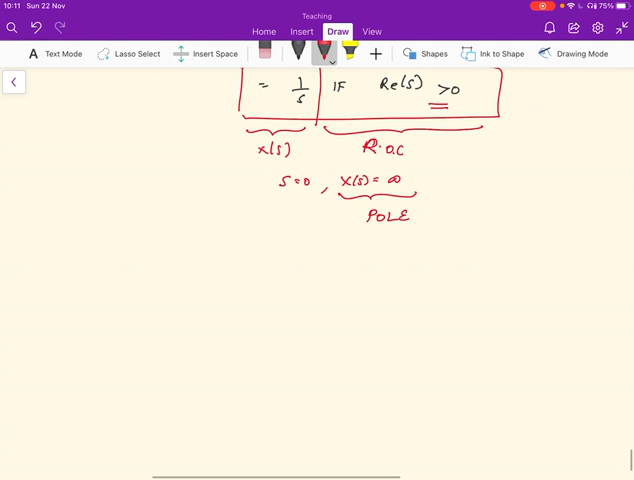 10:11 Sun 22 Nov
Teaching
75%
Home Insert Draw View
A Text Mode Lasso Select Insert Space + Shapes Ink to Shape Drawing Mode
= 1/s IF Re(s) >0
X(s) R.O.C
s=0, X(s) = ∞
POLE